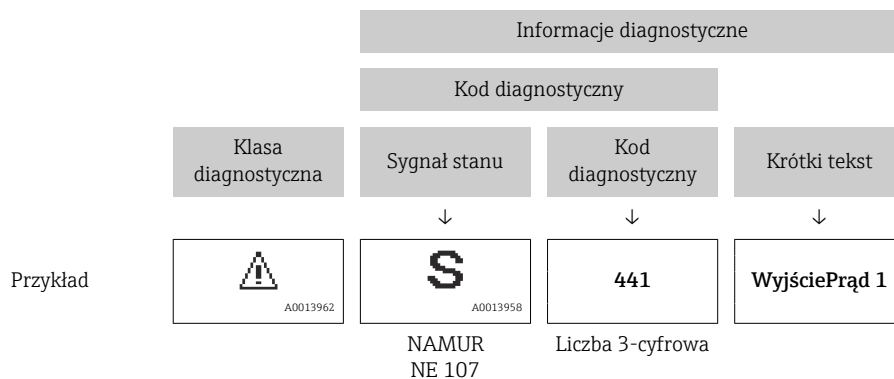 Informacje diagnostyczne
Kod diagnostyczny
Klasa
diagnostyczna
Sygnał stanu
Kod
diagnostyczny
Krótki tekst
↓
↓
↓
Przykład
A0013962
S
A0013958
441
WyjściePrąd 1
NAMUR
NE 107
Liczba 3-cyfrowa